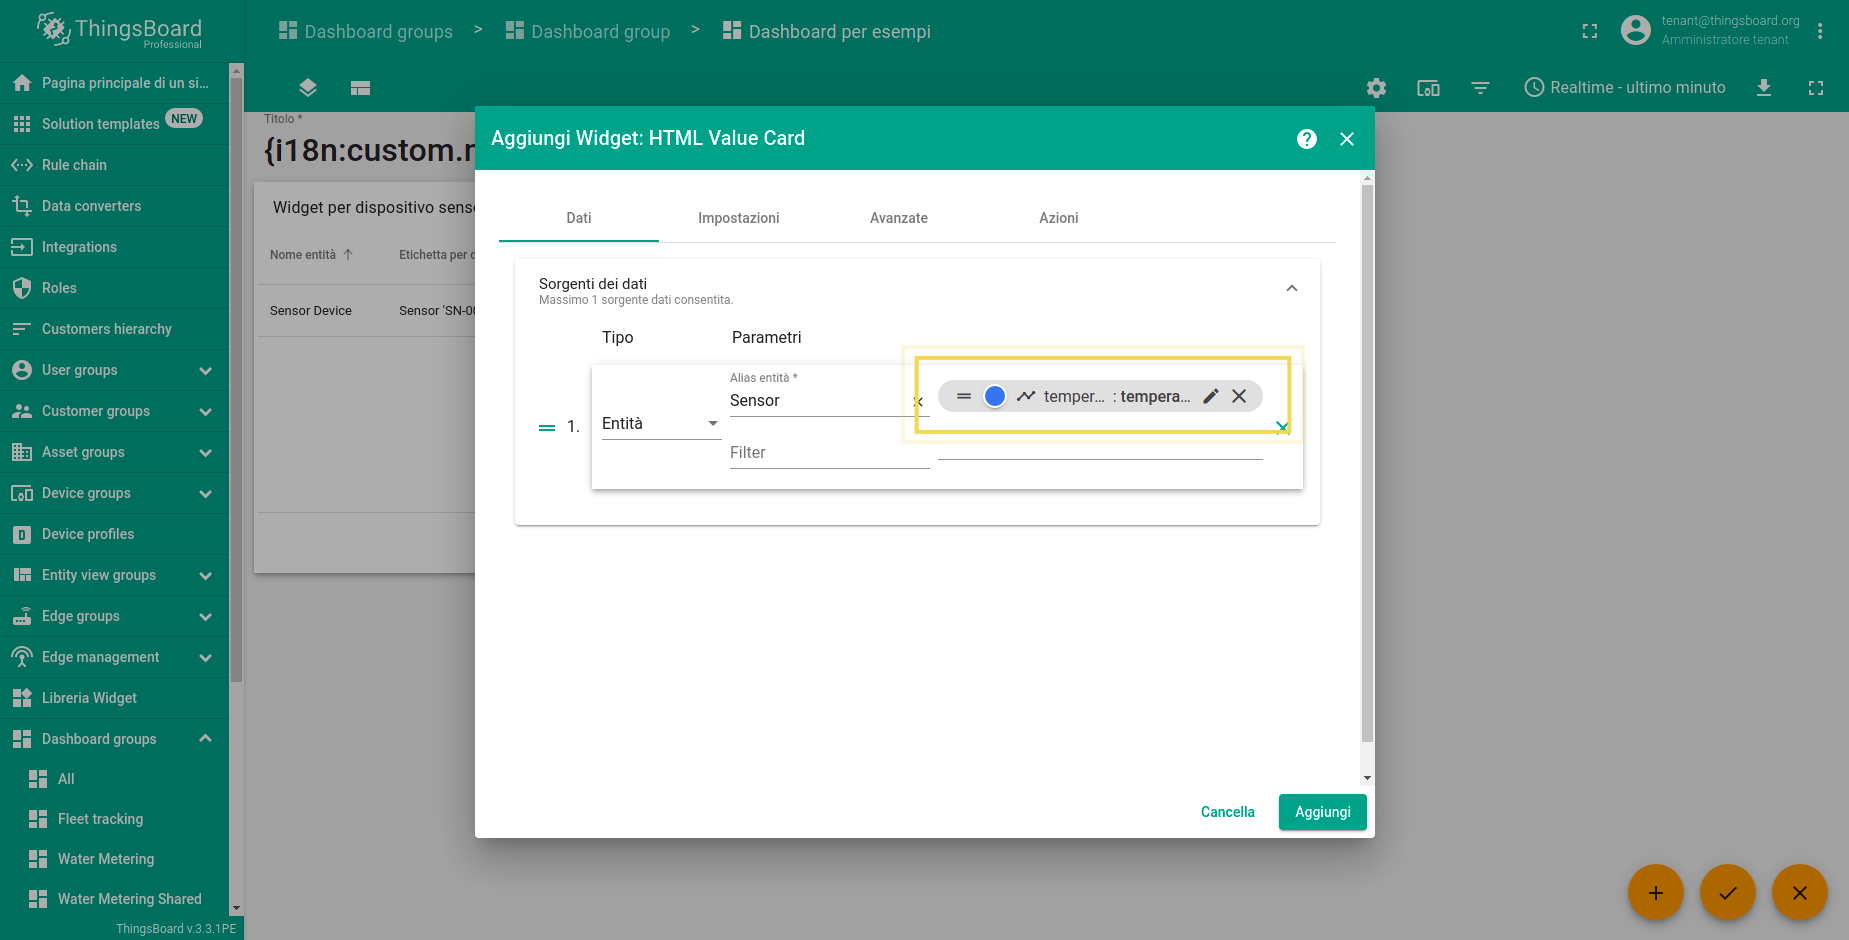 ThingsBoard
Professional
Dashboard groups > Dashboard group > Dashboard per esempi
tenant@thingsboard.org
Amministratore tenant
Realtime - ultimo minuto
Pagina principale di un si...
Solution templates NEW
Rule chain
Data converters
Integrations
Roles
Customers hierarchy
User groups
Customer groups
Asset groups
Device groups
Device profiles
Entity view groups
Edge groups
Edge management
Libreria Widget
Dashboard groups
All
Fleet tracking
Water Metering
Water Metering Shared
ThingsBoard v.3.3.1PE
Titolo *
{i18n:custom.
Widget per dispositivo
Nome entità
Etichetta per
Sensor Device
Sensor
Aggiungi Widget: HTML Value Card
Dati
Impostazioni
Avanzate
Azioni
Sorgenti dei dati
Massimo 1 sorgente dati consentita.
Tipo
Parametri
1.
Entità
Alias entità *
Sensor
Filter
temper... : tempera...
Cancella
Aggiungi